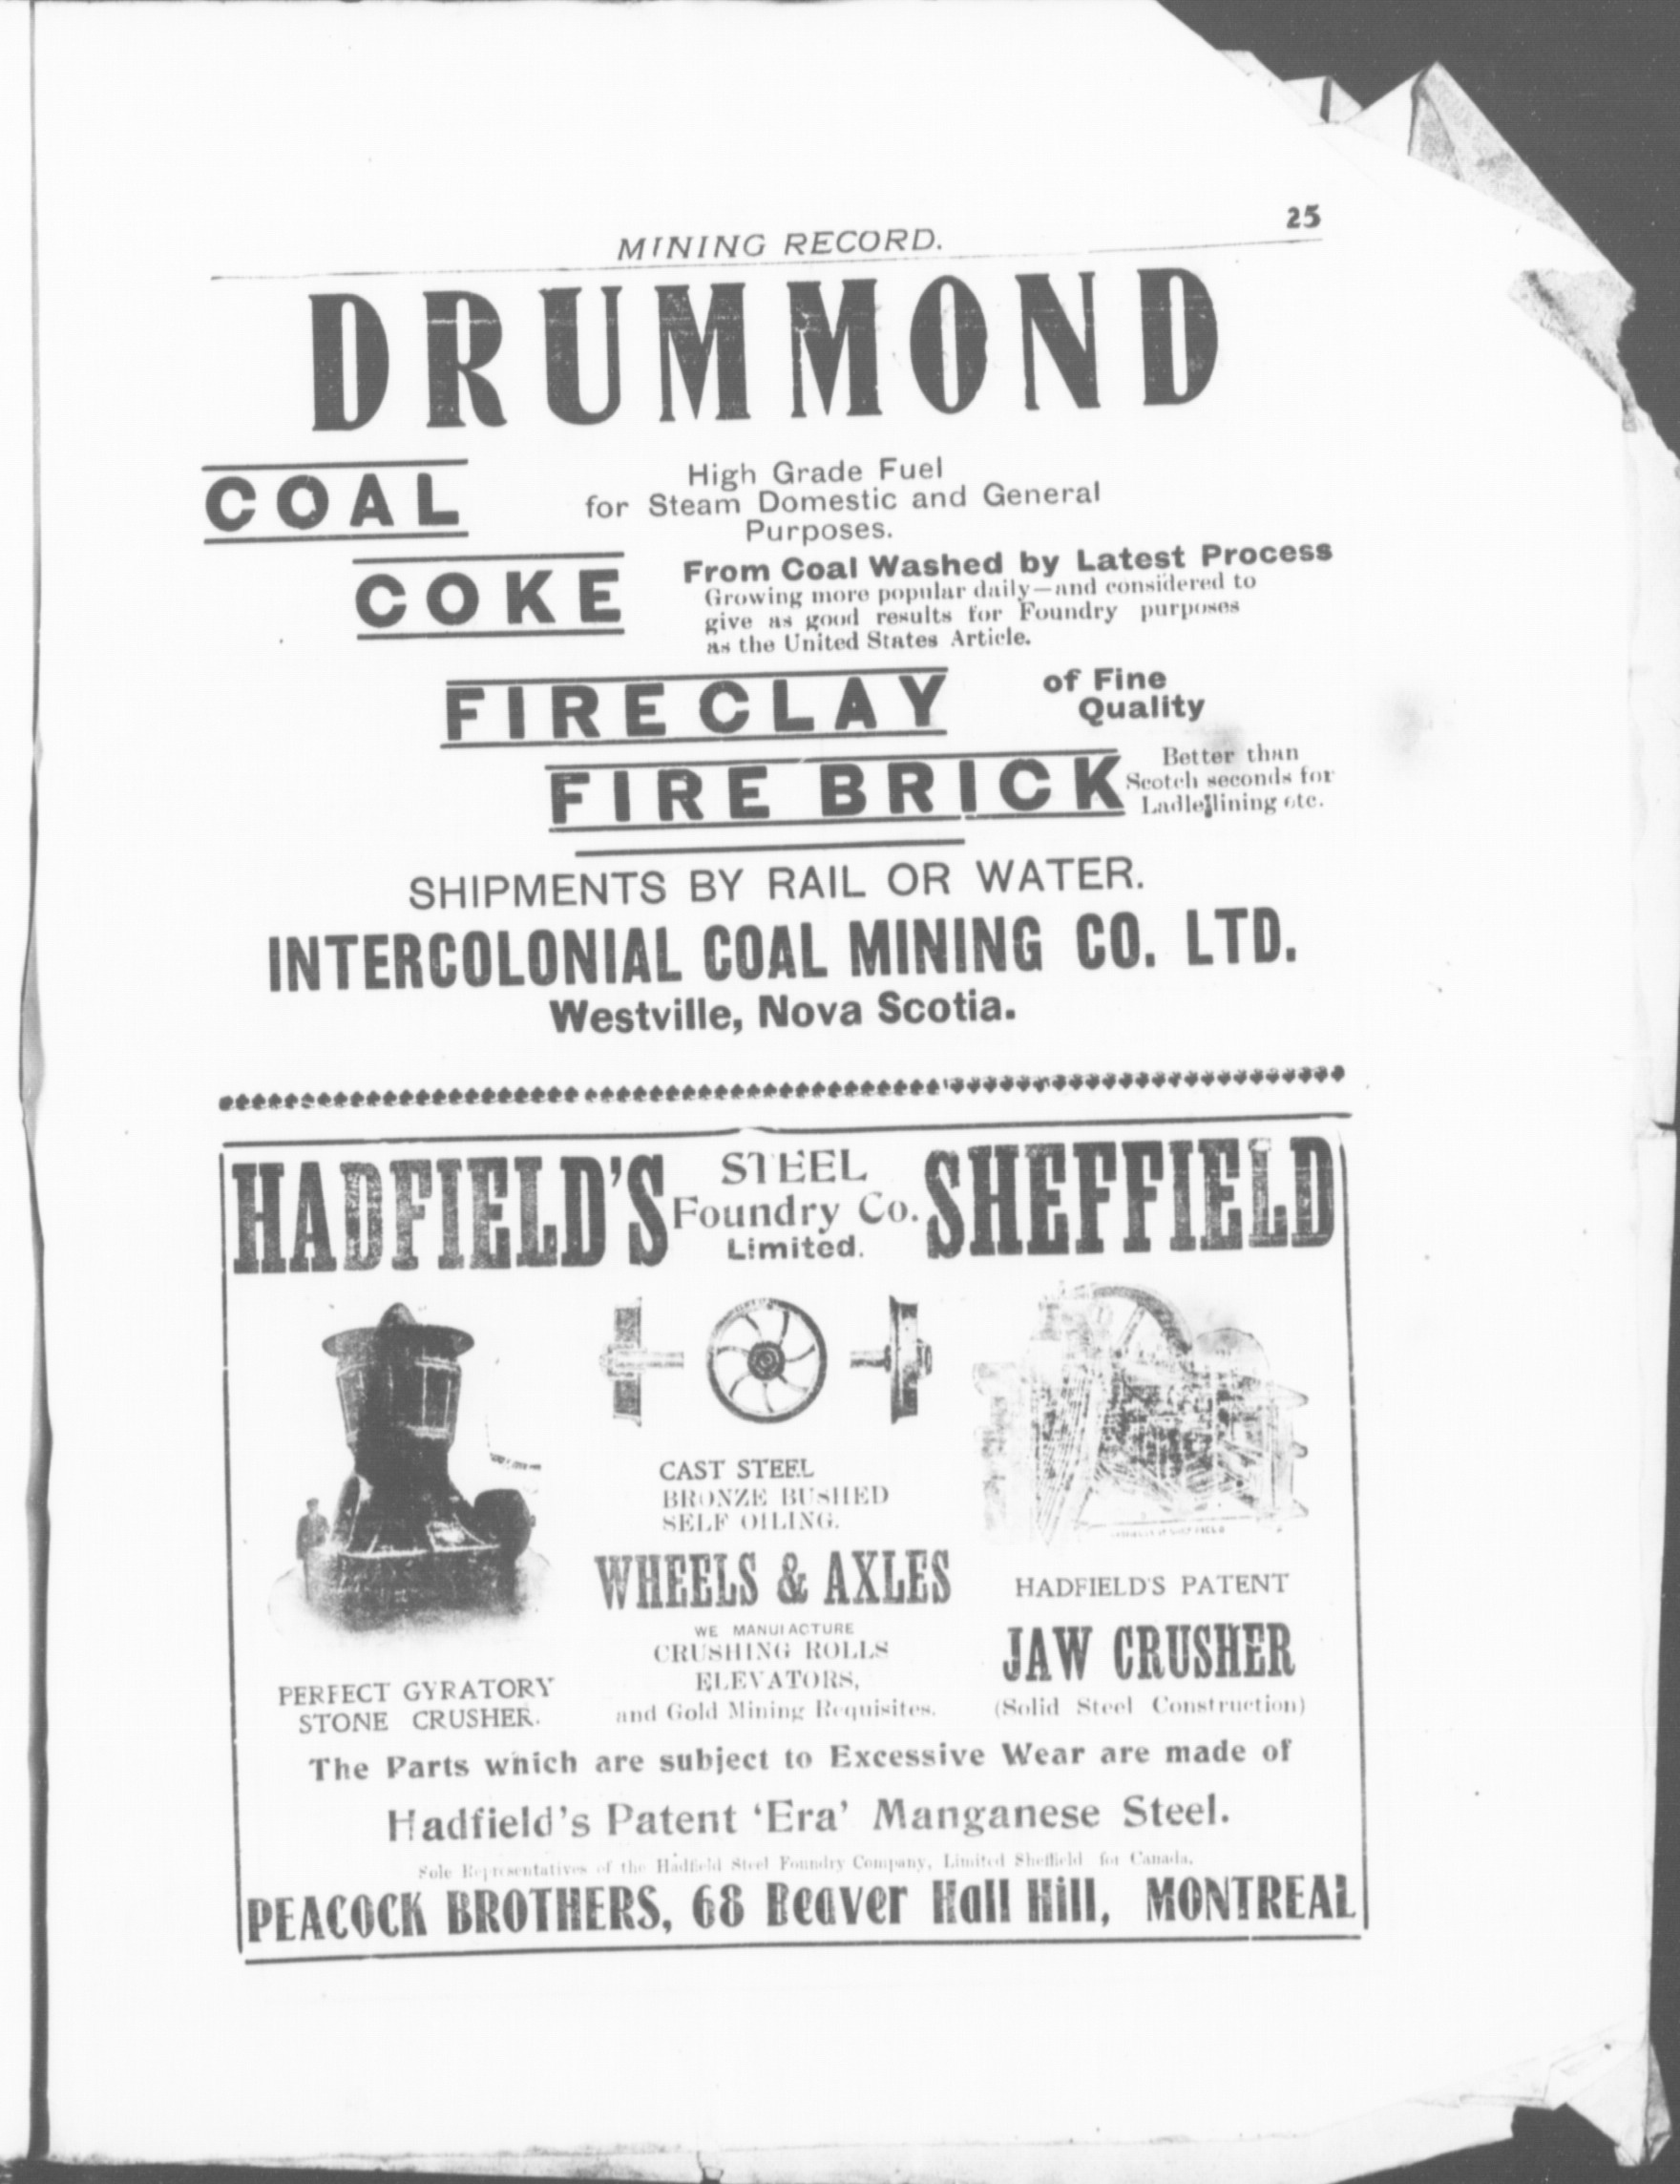 MINING RECORD.
25
DRUMMOND
COAL
High Grade Fuel
for Steam Domestic and General
Purposes.
COKE
From Coal Washed by Latest Process
Growing more popular daily—and considered to
give as good results for Foundry purposes
as the United States Article.
FIRE CLAY
of Fine
Quality
FIRE BRICK
Better than
Scotch seconds for
Ladle lining etc.
SHIPMENTS BY RAIL OR WATER.
INTERCOLONIAL COAL MINING CO. LTD.
Westville, Nova Scotia.
HADFIELD'S
STEEL
Foundry Co.
Limited.
SHEFFIELD
PERFECT GYRATORY
STONE CRUSHER.
CAST STEEL
BRONZE BUSHED
SELF OILING.
WHEELS & AXLES
WE MANUFACTURE
CRUSHING ROLLS
ELEVATORS,
and Gold Mining Requisites.
HADFIELD'S PATENT
JAW CRUSHER
(Solid Steel Construction)
The Parts which are subject to Excessive Wear are made of
Hadfield's Patent 'Era' Manganese Steel.
Sole Representatives of the Hadfield Steel Foundry Company, Limited Sheffield for Canada.
PEACOCK BROTHERS, 68 Beaver Hall Hill, MONTREAL